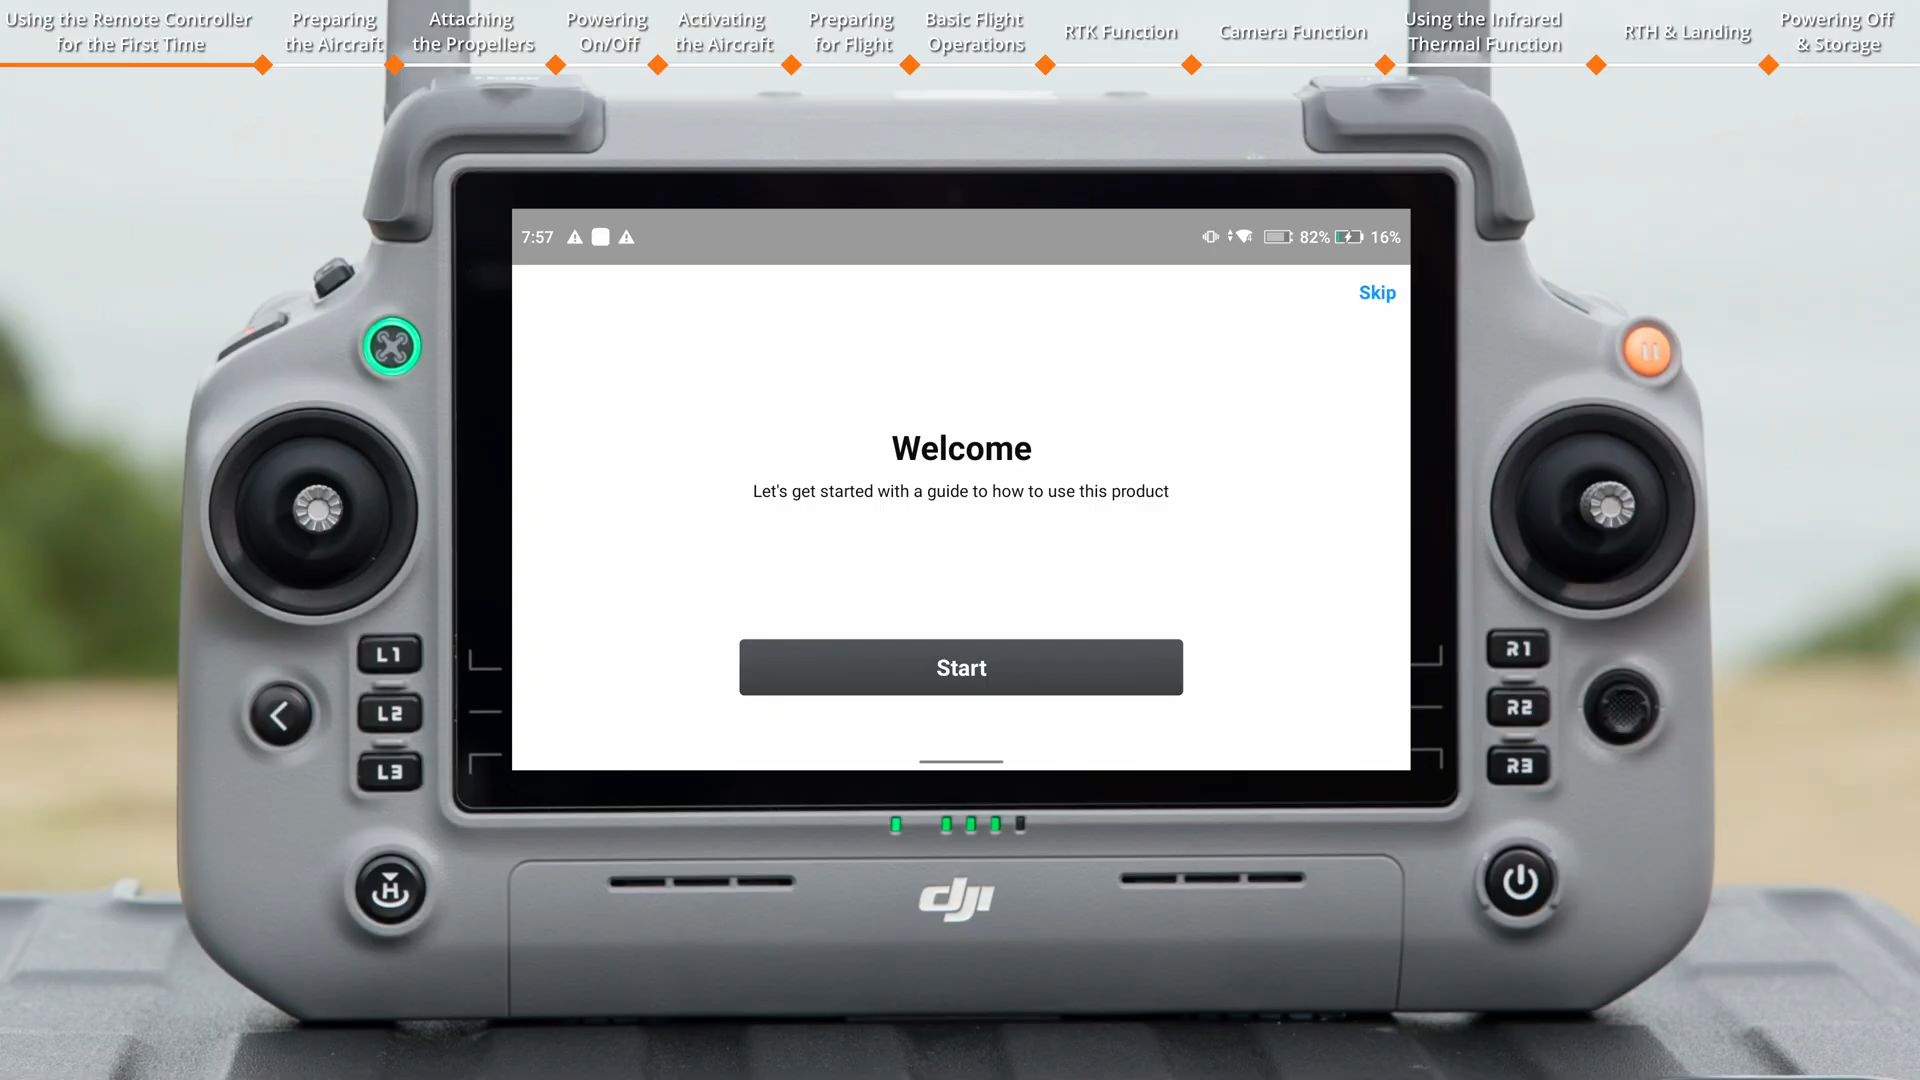 Using the Remote Controller
for the First Time
Preparing
the Aircraft
Attaching
the Propellers
Powering
On/Off
Activating
the Aircraft
Preparing
for Flight
Basic Flight
Operations
RTK Function
Camera Function
Using the Infrared
Thermal Function
RTH & Landing
Powering Off
& Storage
7:57
82% 16%
Skip
Welcome
Let's get started with a guide to how to use this product
Start
L1
L2
L3
R1
R2
R3
H
dji